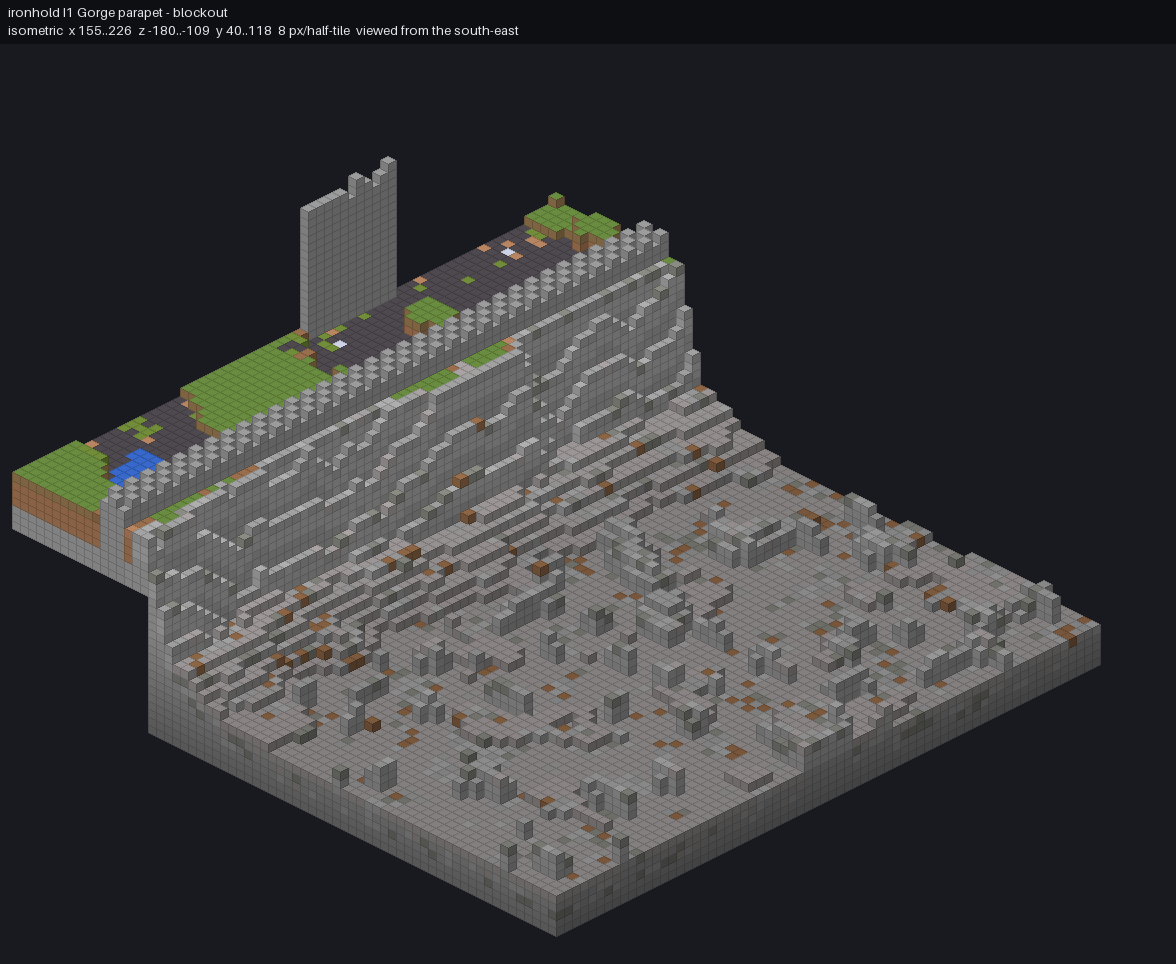 ironhold I1 Gorge parapet - blockout
isometric x 155..226 z -180..-109 y 40..118 8 px/half-tile viewed from the south-east